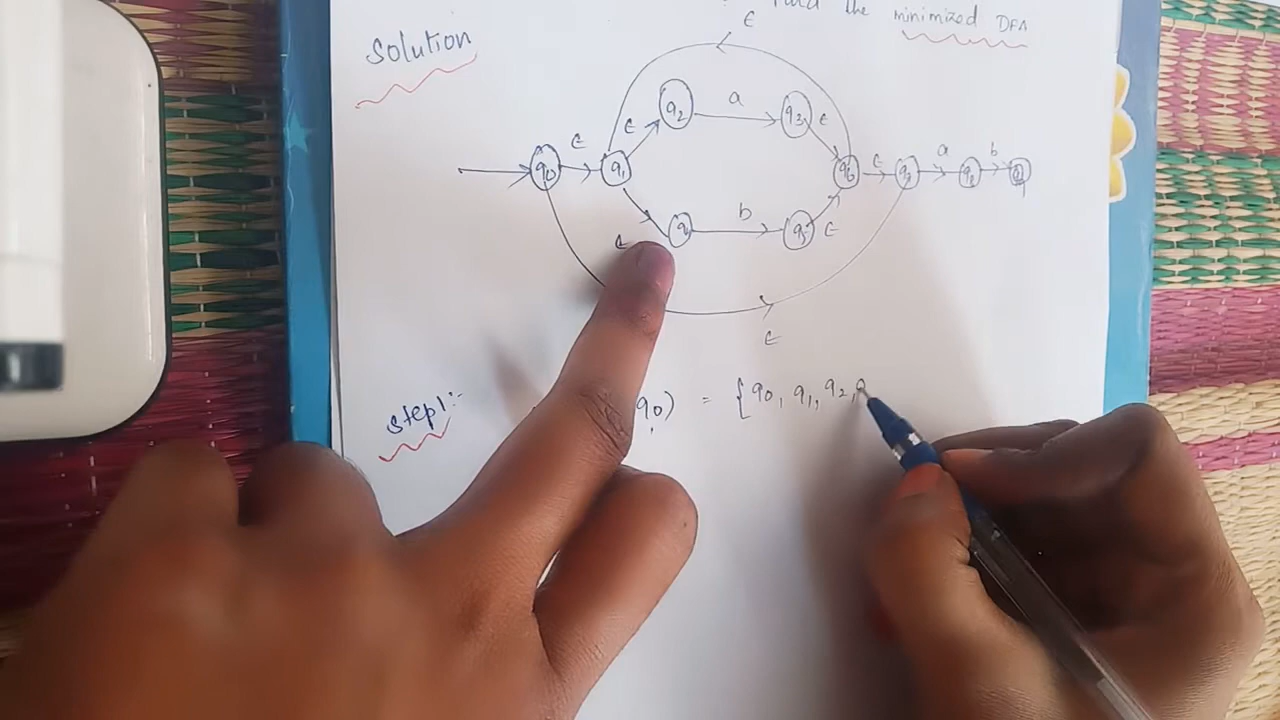 the minimized DFA
Solution
ε
q2 a q3
ε ε
q0 ε q1 q6 ε q7 a q8 b q9
ε q4 b q5 ε
ε
Step1:- q0) = {q0, q1, q2, q